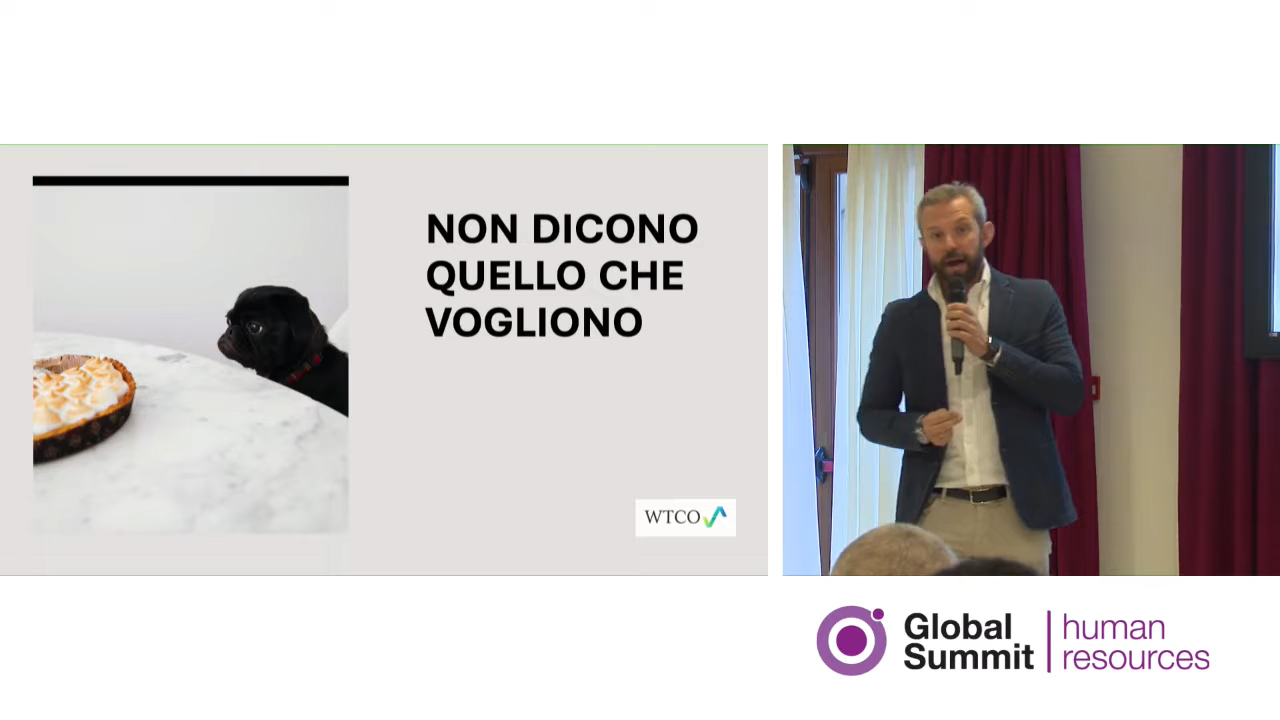 NON DICONO
QUELLO CHE
VOGLIONO
WTCO
Global
Summit
human
resources